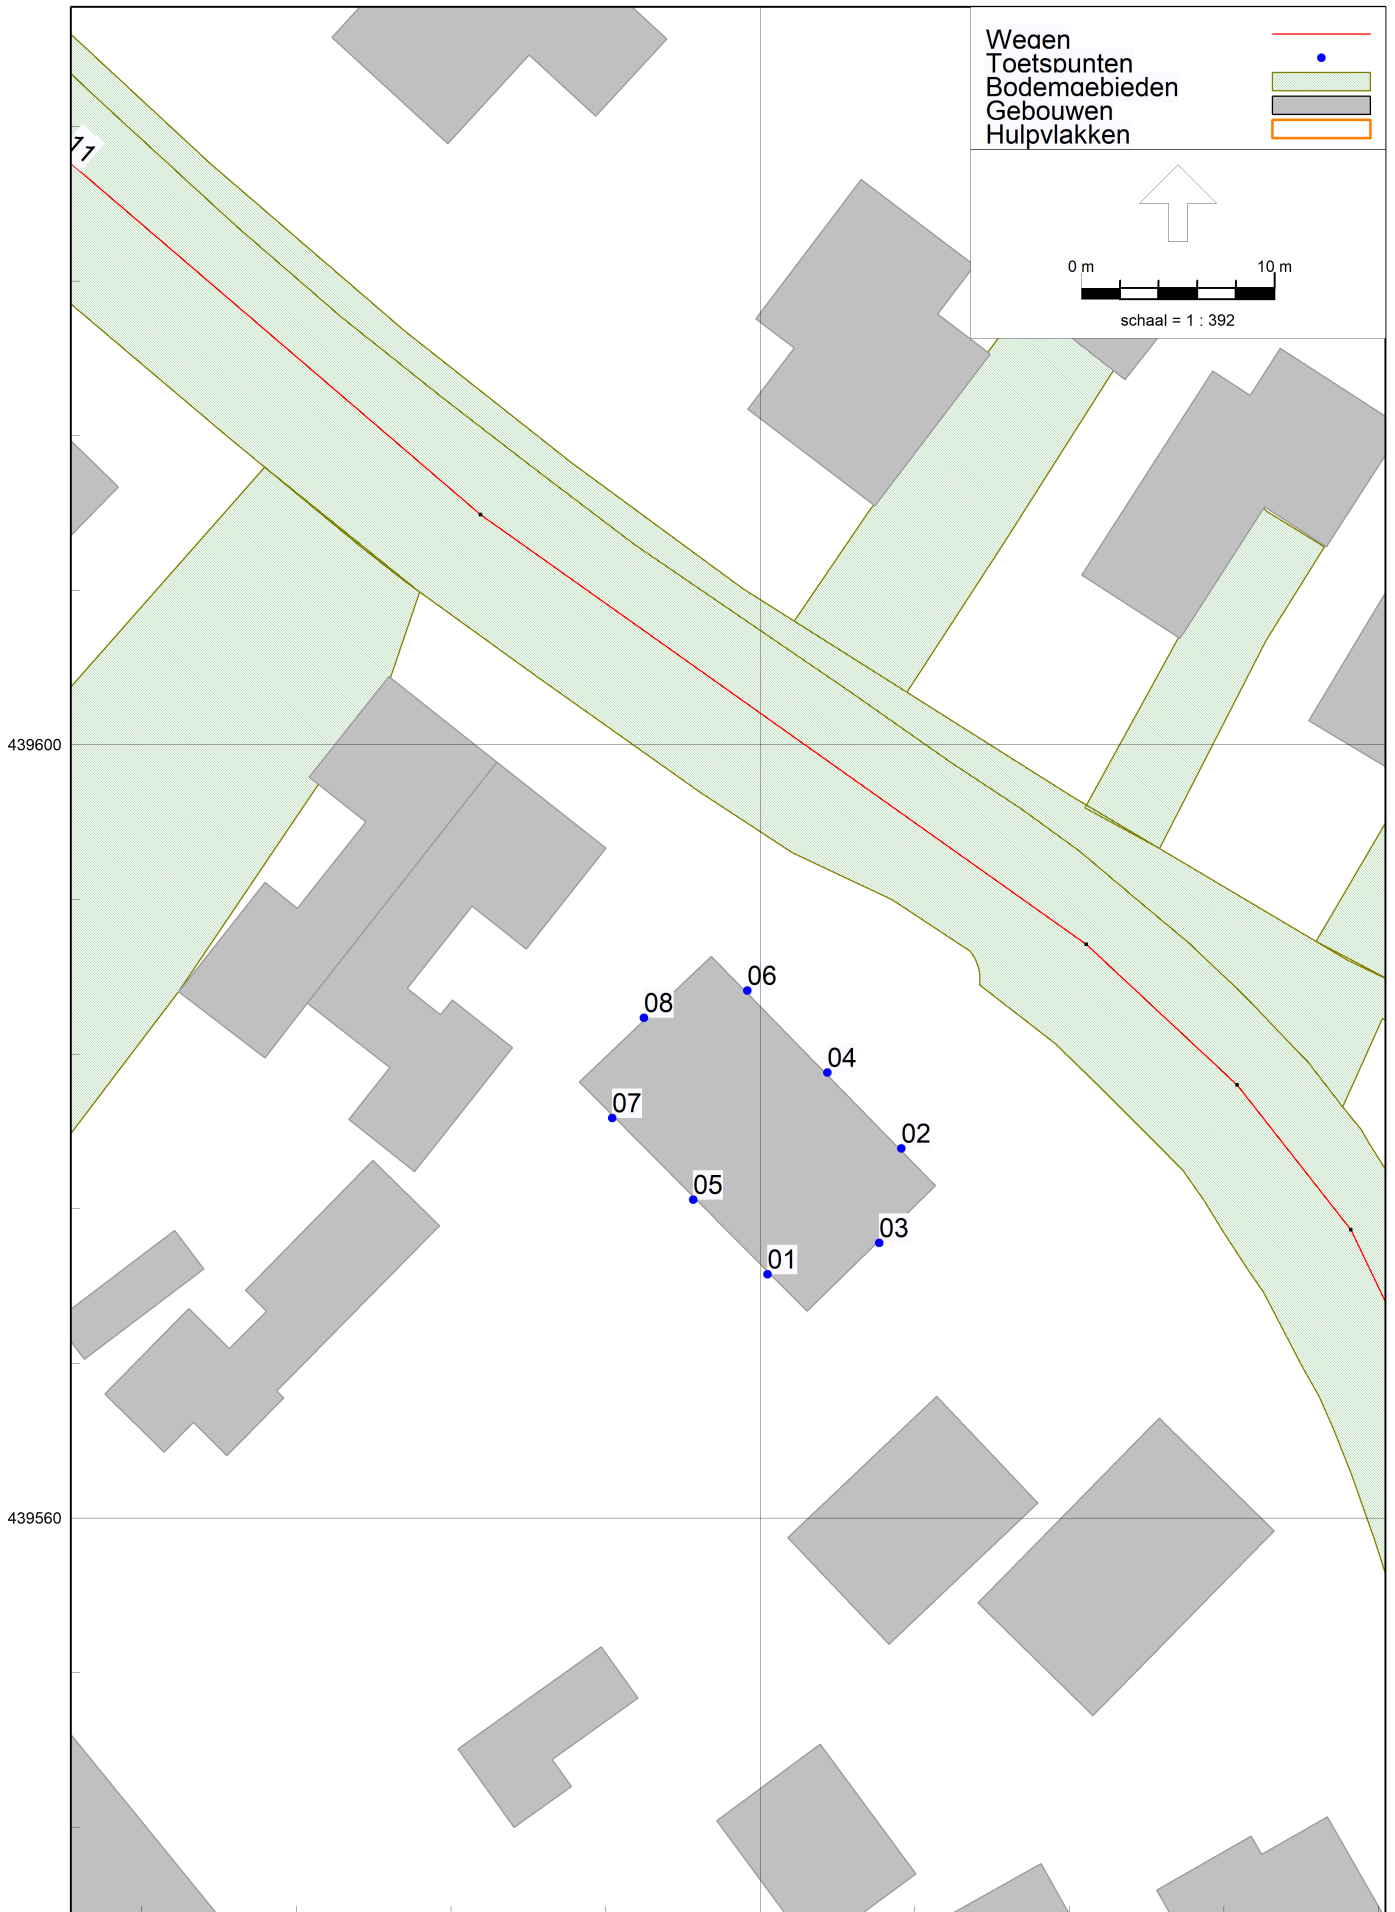 Wegen
Toetspunten
Bodemgebieden
Gebouwen
Hulpvlakken
11
0 m 10 m
schaal = 1 : 392
439600
06
08
04
07
02
05
03
01
439560